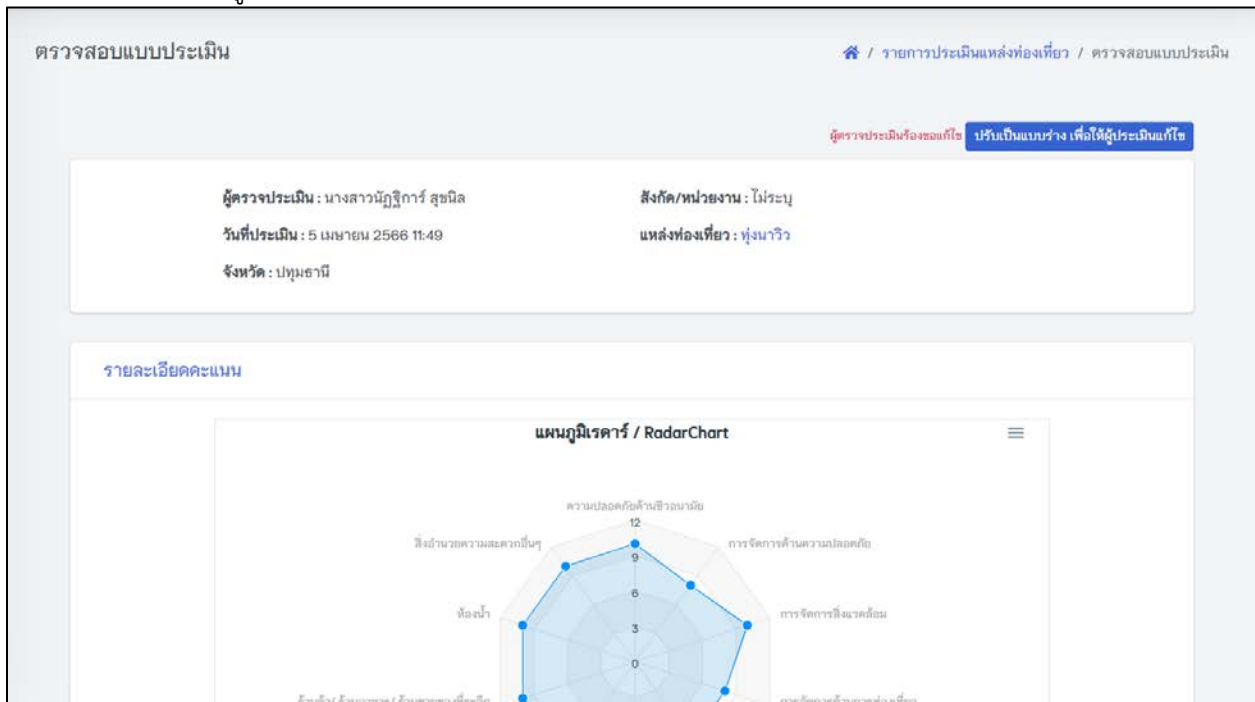 ตรวจสอบแบบประเมิน
/ รายการประเมินแหล่งท่องเที่ยว / ตรวจสอบแบบประเมิน
ผู้ตรวจประเมินร้องขอแก้ไข ปรับเป็นแบบร่าง เพื่อให้ผู้ประเมินแก้ไข
ผู้ตรวจประเมิน : นางสาวนัฏฐิการ์ สุขนิล
สังกัด/หน่วยงาน : ไม่ระบุ
วันที่ประเมิน : 5 เมษายน 2566 11:49
แหล่งท่องเที่ยว : ทุ่งนาวิว
จังหวัด : ปทุมธานี
รายละเอียดคะแนน
แผนภูมิเรดาร์ / RadarChart
ความปลอดภัยด้านชีวอนามัย
12
สิ่งอำนวยความสะดวกอื่นๆ
การจัดการด้านความปลอดภัย
9
6
ห้องน้ำ
การจัดการสิ่งแวดล้อม
3
0